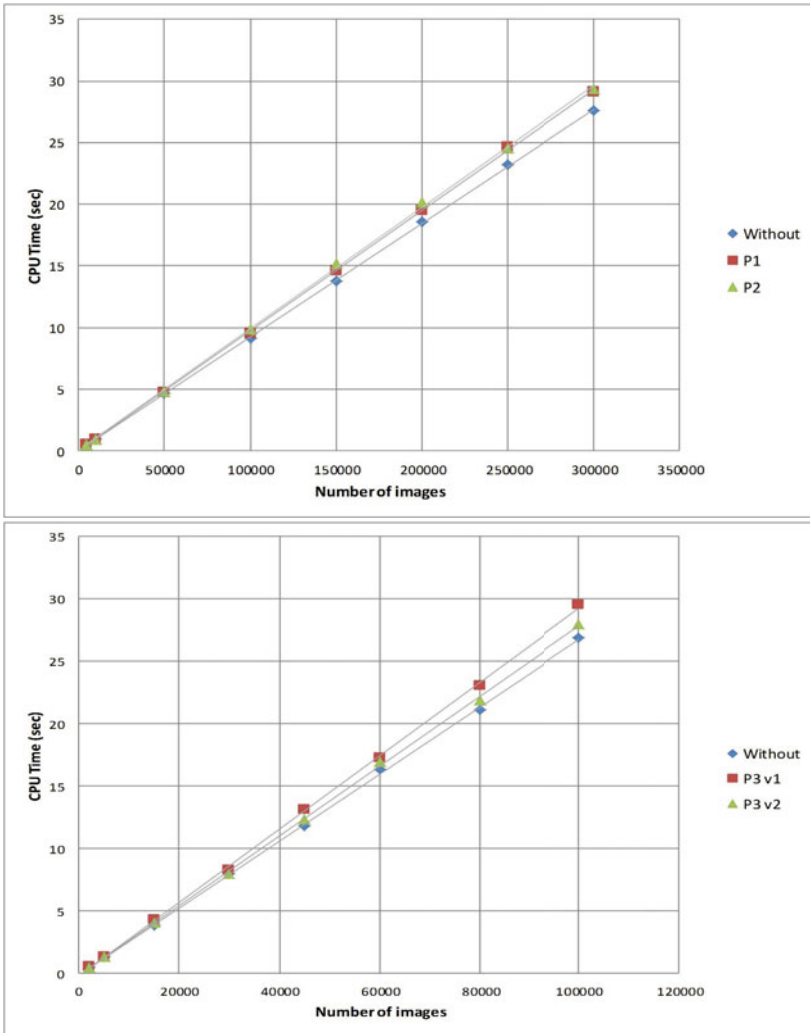 35
30
25
20
15
10
5
0
CPU Time (sec)
0 50000 100000 150000 200000 250000 300000 350000
Number of images
Without
P1
P2
35
30
25
20
15
10
5
0
CPU Time (sec)
0 20000 40000 60000 80000 100000 120000
Number of images
Without
P3 v1
P3 v2